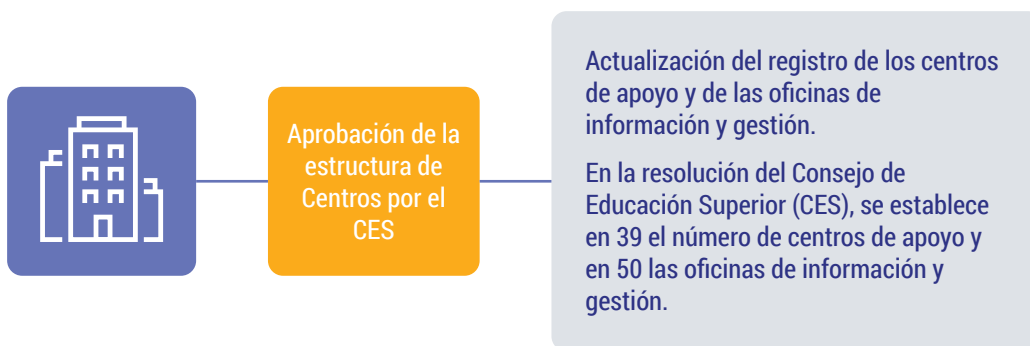 Aprobación de la
estructura de
Centros por el
CES
Actualización del registro de los centros
de apoyo y de las oficinas de
información y gestión.
En la resolución del Consejo de
Educación Superior (CES), se establece
en 39 el número de centros de apoyo y
en 50 las oficinas de información y
gestión.